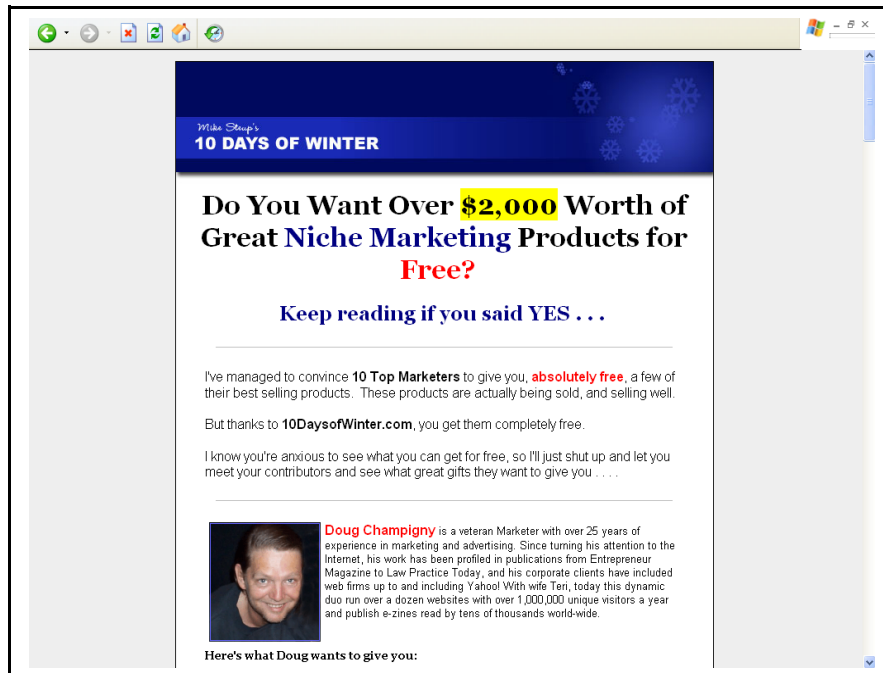 Mike Steup's
10 DAYS OF WINTER
Do You Want Over $2,000 Worth of
Great Niche Marketing Products for
Free?
Keep reading if you said YES . . .
I've managed to convince 10 Top Marketers to give you, absolutely free, a few of
their best selling products. These products are actually being sold, and selling well.
But thanks to 10DaysofWinter.com, you get them completely free.
I know you're anxious to see what you can get for free, so I'll just shut up and let you
meet your contributors and see what great gifts they want to give you . . . .
Doug Champigny is a veteran Marketer with over 25 years of
experience in marketing and advertising. Since turning his attention to the
Internet, his work has been profiled in publications from Entrepreneur
Magazine to Law Practice Today, and his corporate clients have included
web firms up to and including Yahoo! With wife Teri, today this dynamic
duo run over a dozen websites with over 1,000,000 unique visitors a year
and publish e-zines read by tens of thousands world-wide.
Here's what Doug wants to give you: